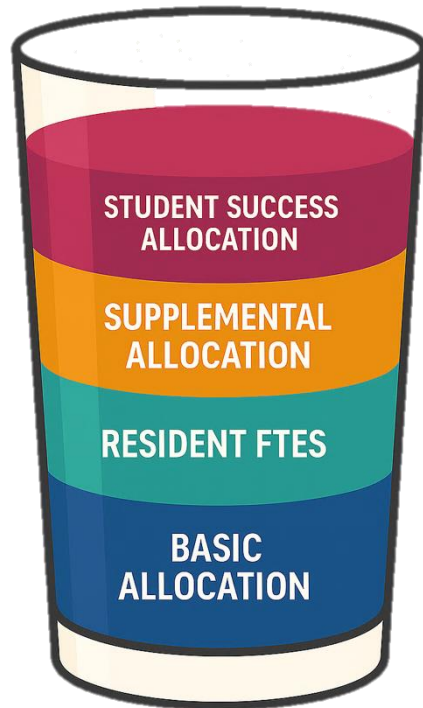 STUDENT SUCCESS
ALLOCATION
SUPPLEMENTAL
ALLOCATION
RESIDENT FTES
BASIC
ALLOCATION